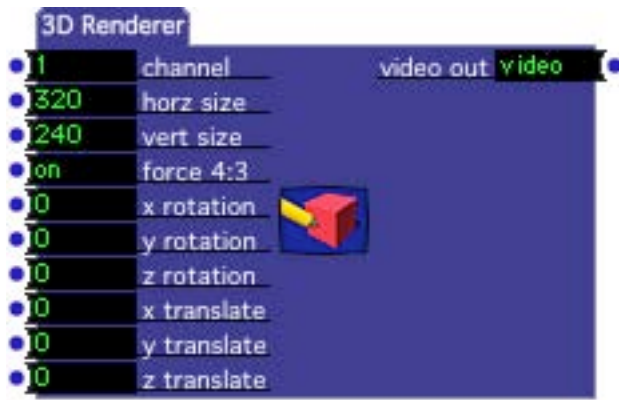 3D Renderer
1 channel video out video
320 horz size
240 vert size
on force 4:3
0 x rotation
0 y rotation
0 z rotation
0 x translate
0 y translate
0 z translate